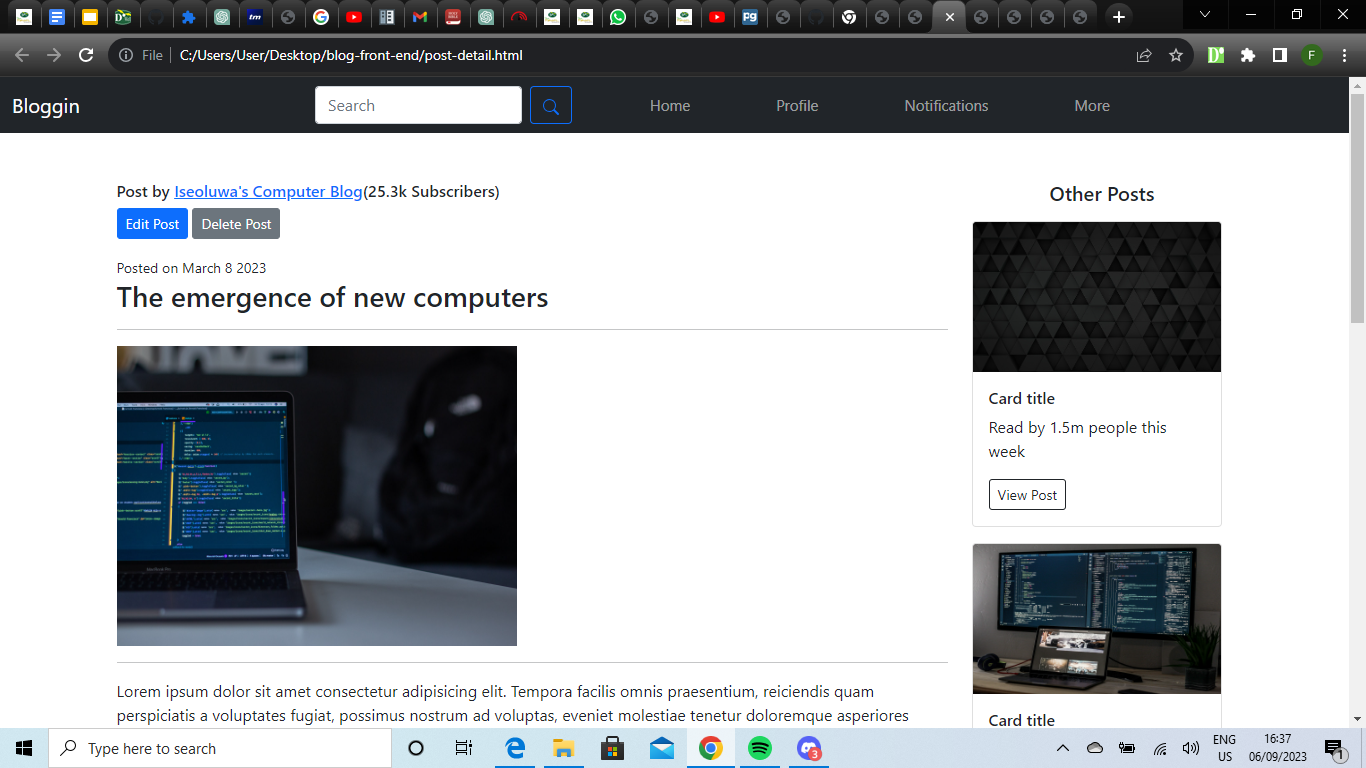 File
C:/Users/User/Desktop/blog-front-end/post-detail.html
F
Bloggin
Search
Home
Profile
Notifications
More
Post by Iseoluwa's Computer Blog(25.3k Subscribers)
Edit Post
Delete Post
Posted on March 8 2023
The emergence of new computers
Lorem ipsum dolor sit amet consectetur adipisicing elit. Tempora facilis omnis praesentium, reiciendis quam
perspiciatis a voluptates fugiat, possimus nostrum ad voluptas, eveniet molestiae tenetur doloremque asperiores
Other Posts
Card title
Read by 1.5m people this
week
View Post
Card title
Type here to search
3
ENG
US
16:37
06/09/2023
1